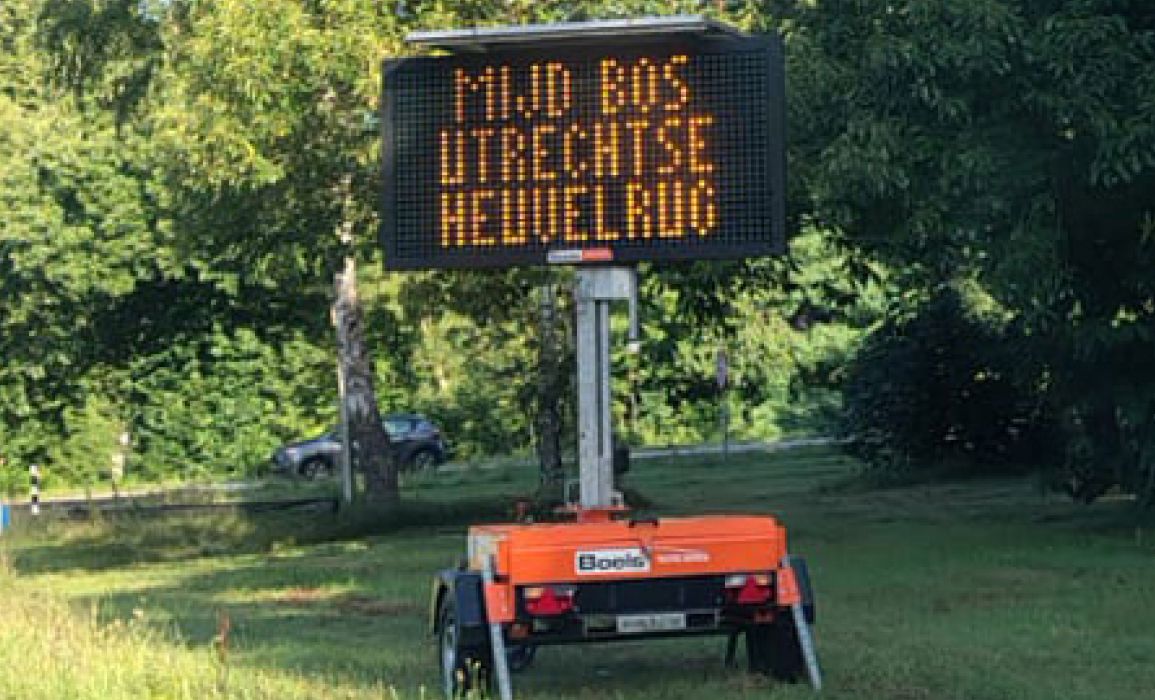 MIJD BOS
UTRECHTSE
HEUVELRUG
Boels